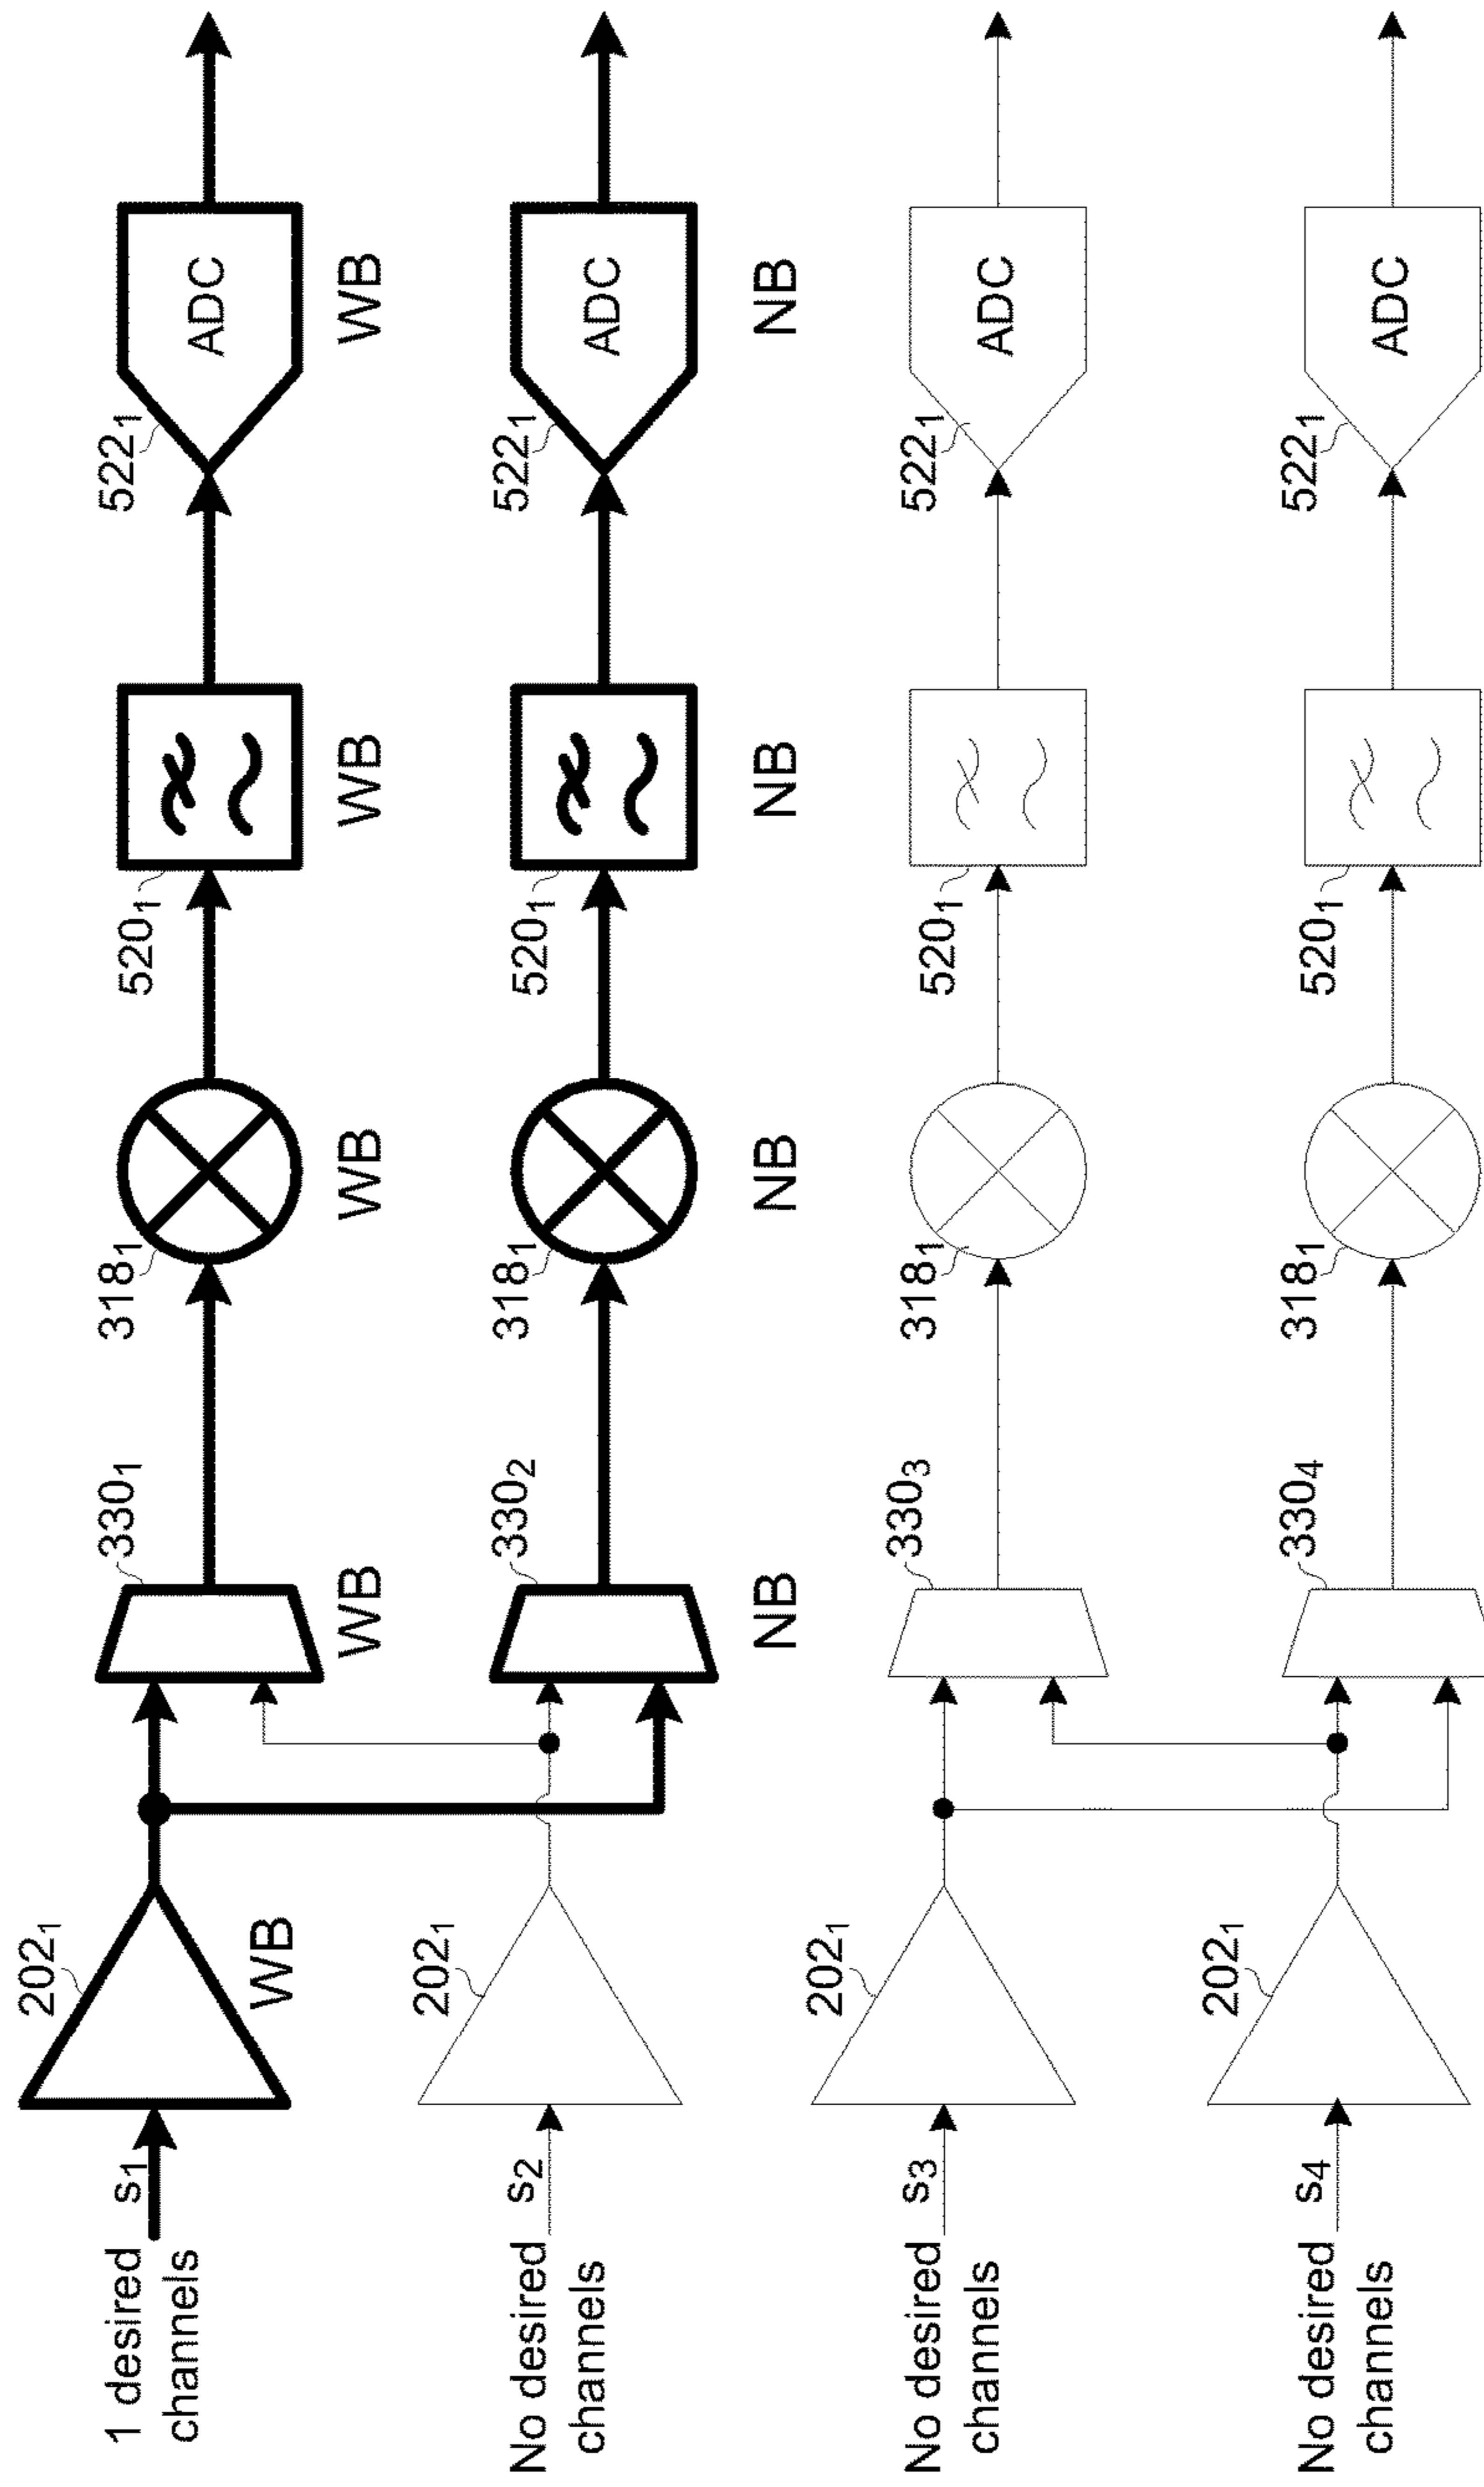 1 desired
channels
s1
202₁
WB
330₁
WB
318₁
WB
520₁
WB
522₁
ADC
WB
No desired
channels
s2
202₁
330₂
NB
318₁
NB
520₁
NB
522₁
ADC
NB
No desired
channels
s3
202₁
330₃
318₁
520₁
522₁
ADC
No desired
channels
s4
202₁
330₄
318₁
520₁
522₁
ADC